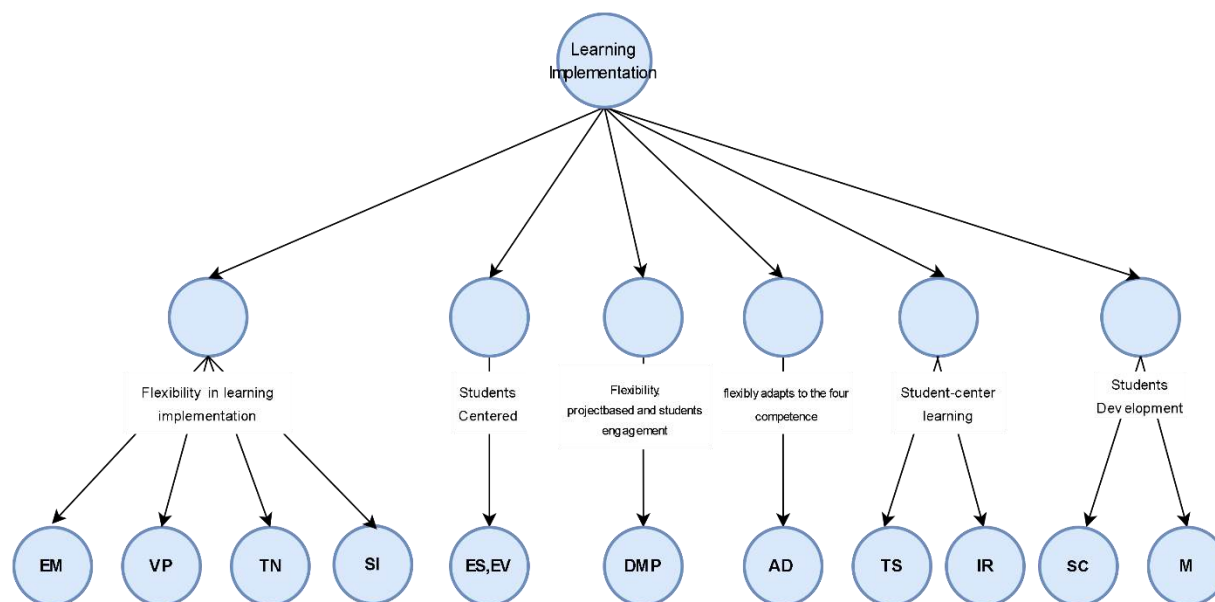 Learning
Implementation
Flexibility in learning
implementation
Students
Centered
Flexibility,
projectbased and students
engagement
flexibly adapts to the four
competence
Student-center
learning
Students
Development
EM
VP
TN
SI
ES,EV
DMP
AD
TS
IR
SC
M